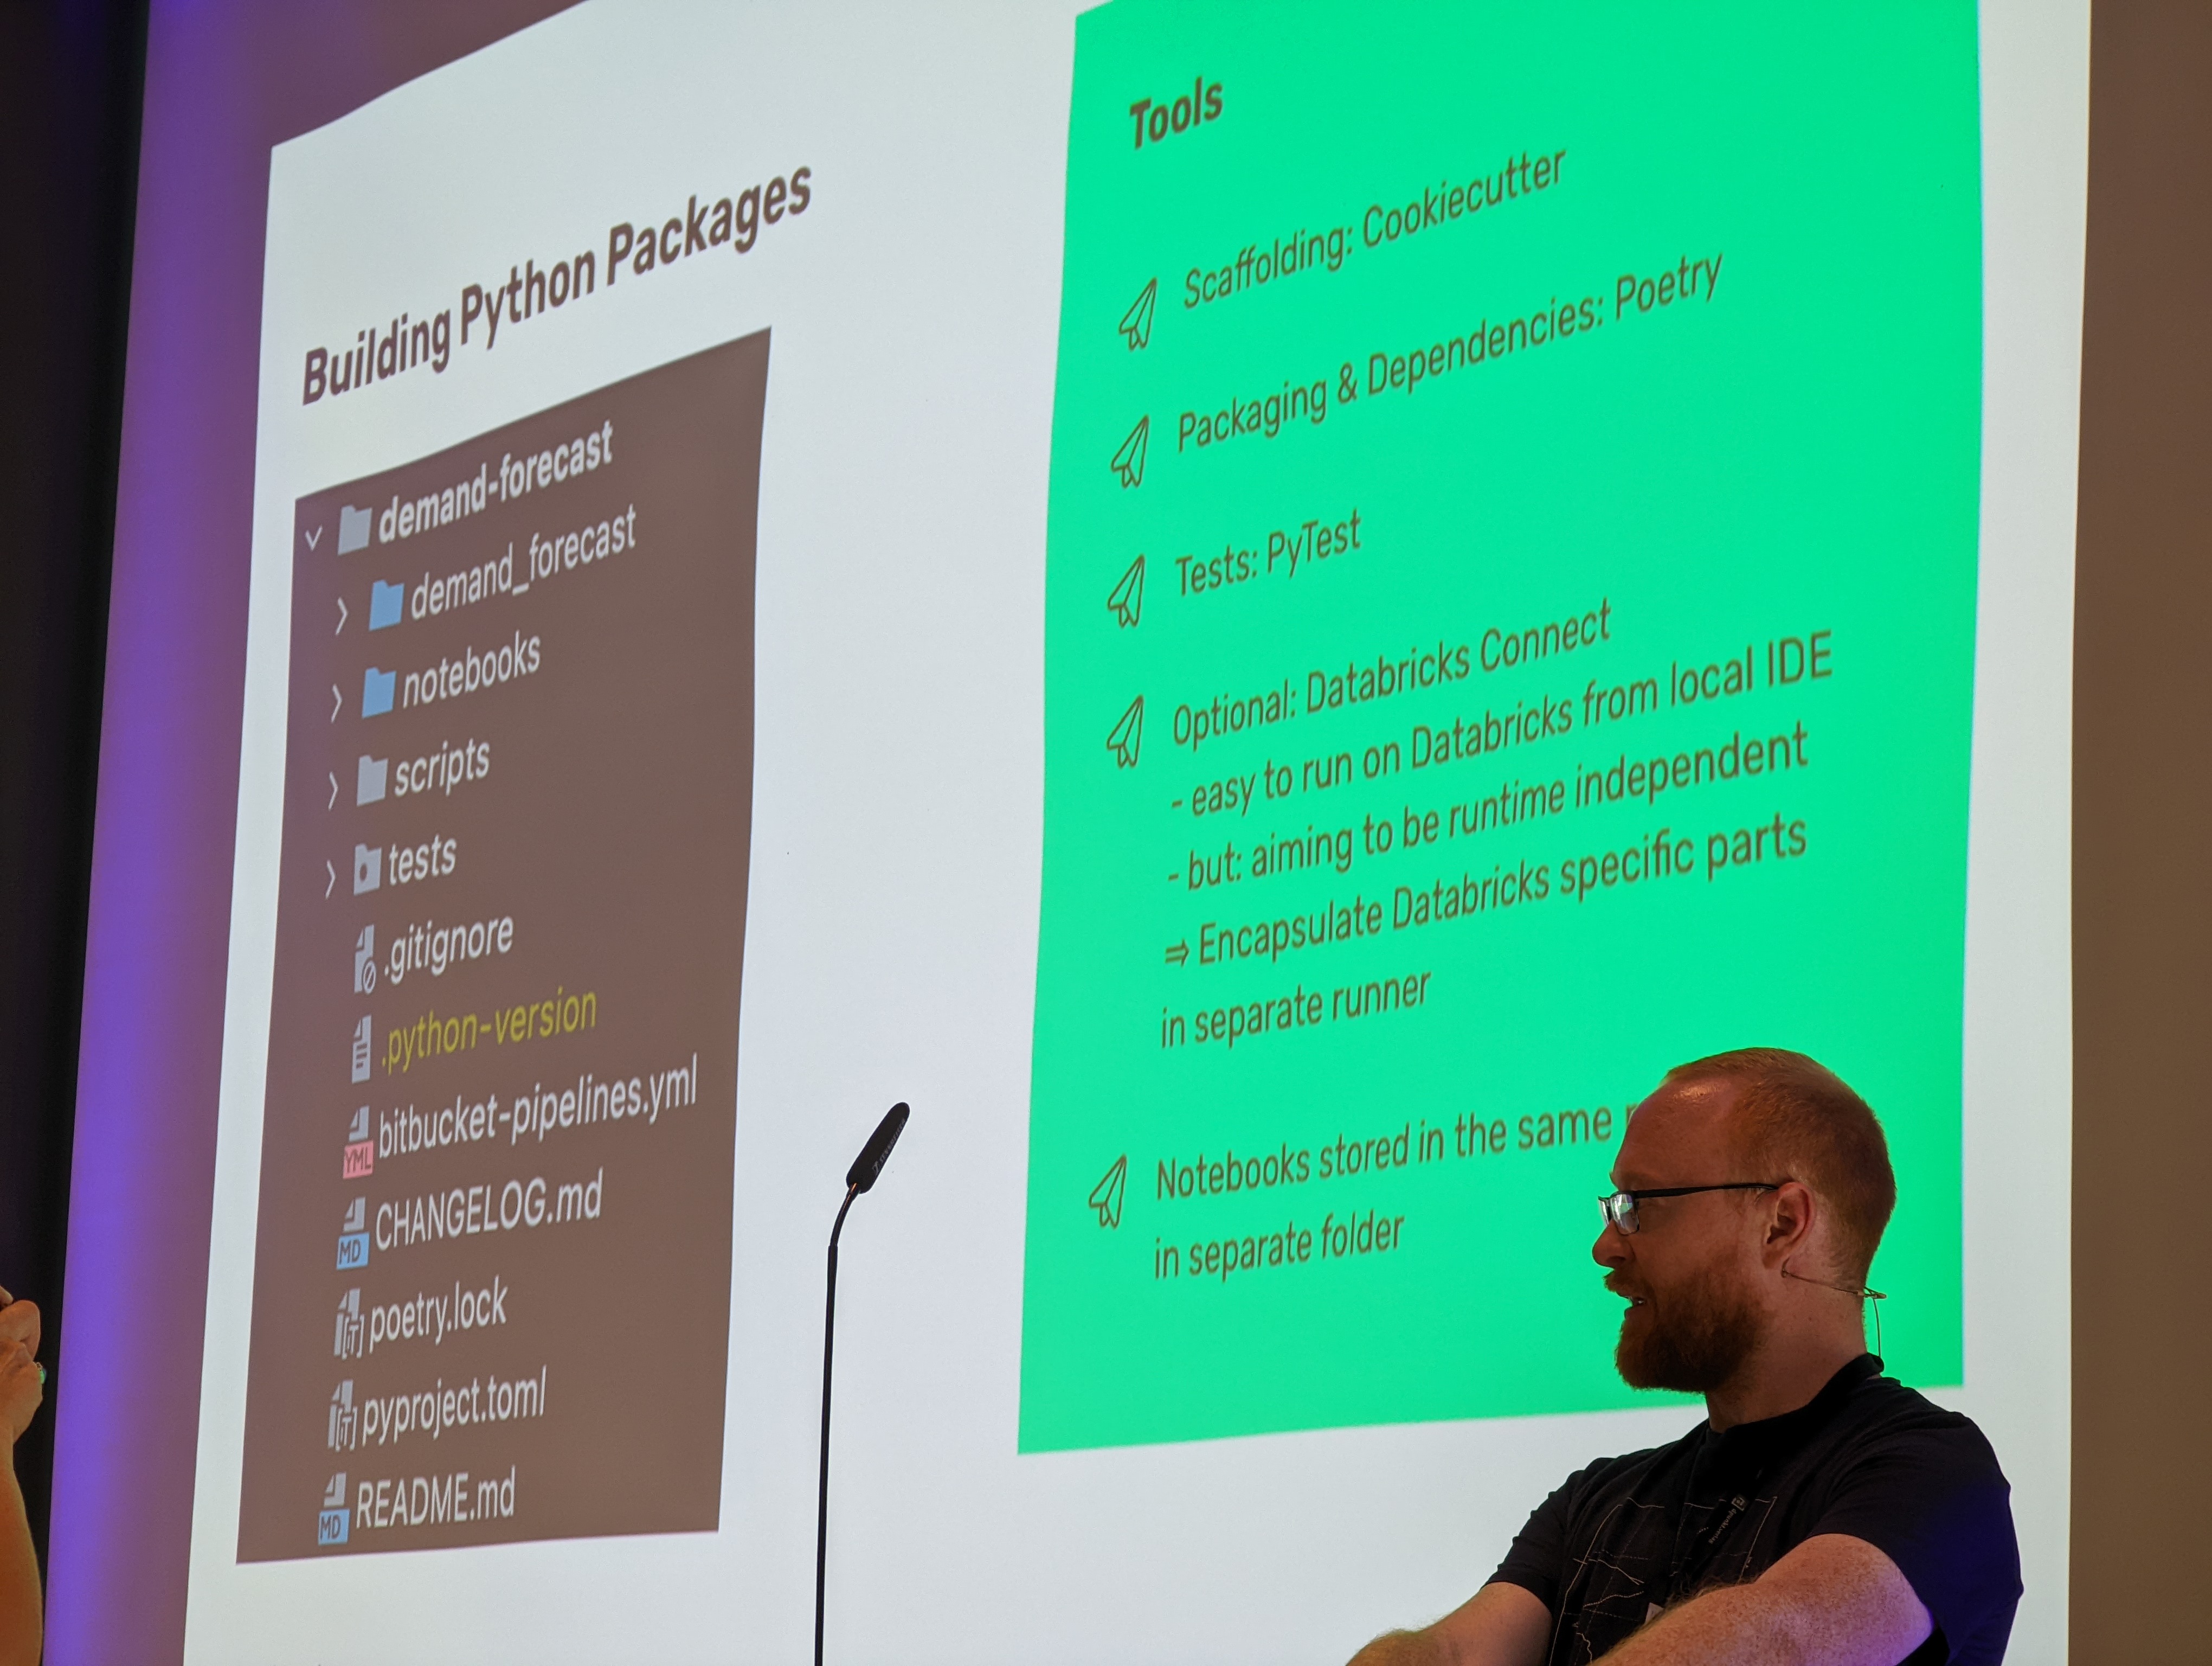 Building Python Packages
demand-forecast
demand_forecast
notebooks
scripts
tests
.gitignore
.python-version
YML bitbucket-pipelines.yml
MD CHANGELOG.md
[T] poetry.lock
[T] pyproject.toml
MD README.md
Tools
Scaffolding: Cookiecutter
Packaging & Dependencies: Poetry
Tests: PyTest
Optional: Databricks Connect
- easy to run on Databricks from local IDE
- but: aiming to be runtime independent
⇒ Encapsulate Databricks specific parts
in separate runner
Notebooks stored in the same
in separate folder